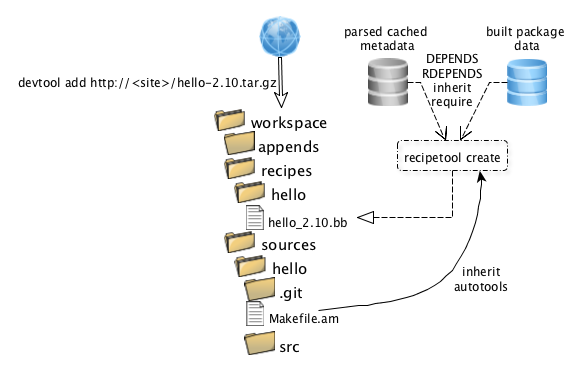 parsed cached
metadata
built package
data
DEPENDS
RDEPENDS
inherit
require
devtool add http://<site>/hello-2.10.tar.gz
workspace
appends
recipes
hello
hello_2.10.bb
sources
hello
.git
Makefile.am
src
recipetool create
inherit
autotools